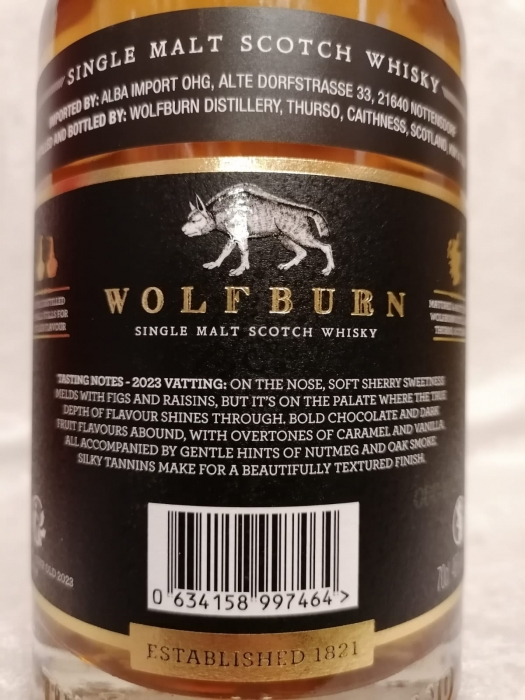 SINGLE MALT SCOTCH WHISKY
IMPORTED BY: ALBA IMPORT OHG, ALTE DORFSTRASSE 33, 21640 NOTTENSDORF
AND BOTTLED BY: WOLFBURN DISTILLERY, THURSO, CAITHNESS, SCOTLAND,
WOLFBURN
SINGLE MALT SCOTCH WHISKY
TASTING NOTES - 2023 VATTING: ON THE NOSE, SOFT SHERRY SWEETNESS
MELDS WITH FIGS AND RAISINS, BUT IT'S ON THE PALATE WHERE THE TRUE
DEPTH OF FLAVOUR SHINES THROUGH. BOLD CHOCOLATE AND DARK
FRUIT FLAVOURS ABOUND, WITH OVERTONES OF CARAMEL AND VANILLA,
ALL ACCOMPANIED BY GENTLE HINTS OF NUTMEG AND OAK SMOKE.
SILKY TANNINS MAKE FOR A BEAUTIFULLY TEXTURED FINISH.
2023
70cl
0 634158 997464 >
ESTABLISHED 1821